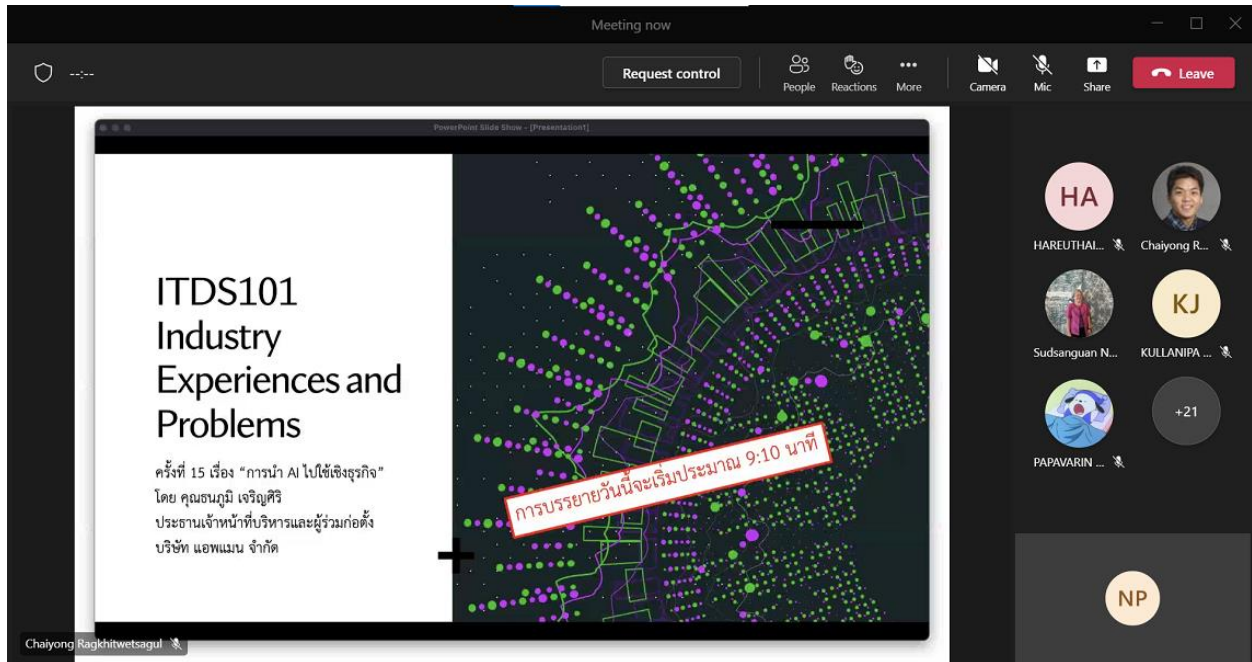 Meeting now
--:--
Request control
People
Reactions
More
Camera
Mic
Share
Leave
PowerPoint Slide Show - [Presentation1]
ITDS101
Industry
Experiences and
Problems
ครั้งที่ 15 เรื่อง “การนำ AI ไปใช้เชิงธุรกิจ”
โดย คุณธนภูมิ เจริญศิริ
ประธานเจ้าหน้าที่บริหารและผู้ร่วมก่อตั้ง
บริษัท แอพแมน จำกัด
การบรรยายวันนี้จะเริ่มประมาณ 9:10 นาที
HA
HAREUTHAI...
Chaiyong R...
Sudsanguan N...
KJ
KULLANIPA ...
PAPAVARIN ...
+21
NP
Chaiyong Ragkhitwetsagul